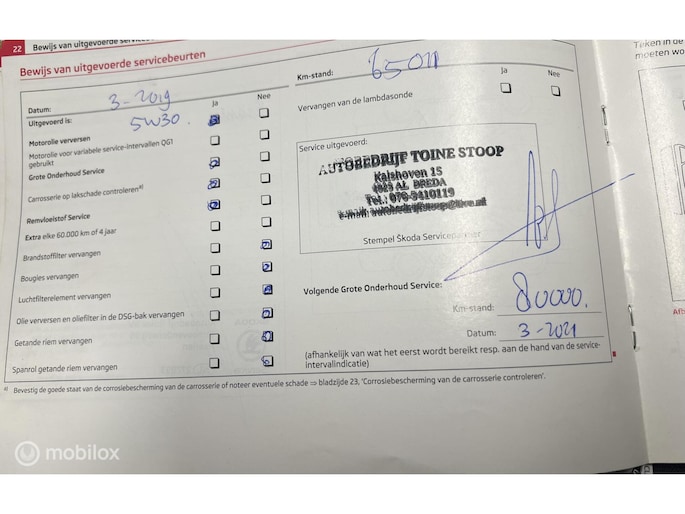 22 Bewijs van uitgevoerde
Bewijs van uitgevoerde servicebeurten
Datum: 3-2019
Ja
Nee
Km-stand: 65011
Ja
Nee
Uitgevoerd is: 5W30.
Vervangen van de lambdasonde
Motorolie verversen
Motorolie voor variabele service-intervallen QG1
gebruikt
Grote Onderhoud Service
Carrosserie op lakschade controleren a)
Remvloeistof Service
Extra elke 60.000 km of 4 jaar
Brandstoffilter vervangen
Bougies vervangen
Luchtfilterelement vervangen
Olie verversen en oliefilter in de DSG-bak vervangen
Getande riem vervangen
Spanrol getande riem vervangen
Service uitgevoerd:
AUTOBEDRIJF TOINE STOOP
Kalshoven 15
AL BREDA
Tel.: 076-5410119
Stempel Škoda Servicepartner
Volgende Grote Onderhoud Service:
Km-stand: 80000.
Datum: 3-2021
(afhankelijk van wat het eerst wordt bereikt resp. aan de hand van de service-
intervalindicatie)
a) Bevestig de goede staat van de corrosiebescherming van de carrosserie of noteer eventuele schade ⇒ bladzijde 23, 'Corrosiebescherming van de carrosserie controleren'.
Teken in de
moeten wo
mobilox